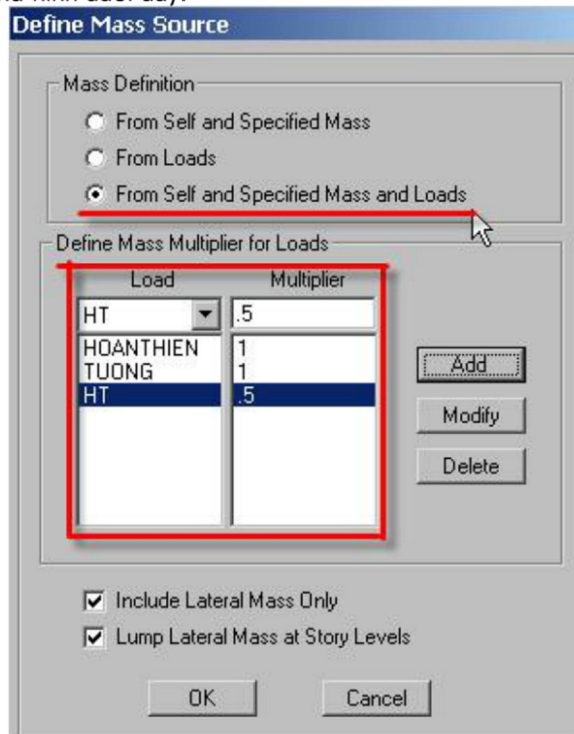 Define Mass Source
Mass Definition
From Self and Specified Mass
From Loads
From Self and Specified Mass and Loads
Define Mass Multiplier for Loads
Load Multiplier
HT .5
HOANTHIEN 1
TUONG 1
HT .5
Add
Modify
Delete
Include Lateral Mass Only
Lump Lateral Mass at Story Levels
OK Cancel